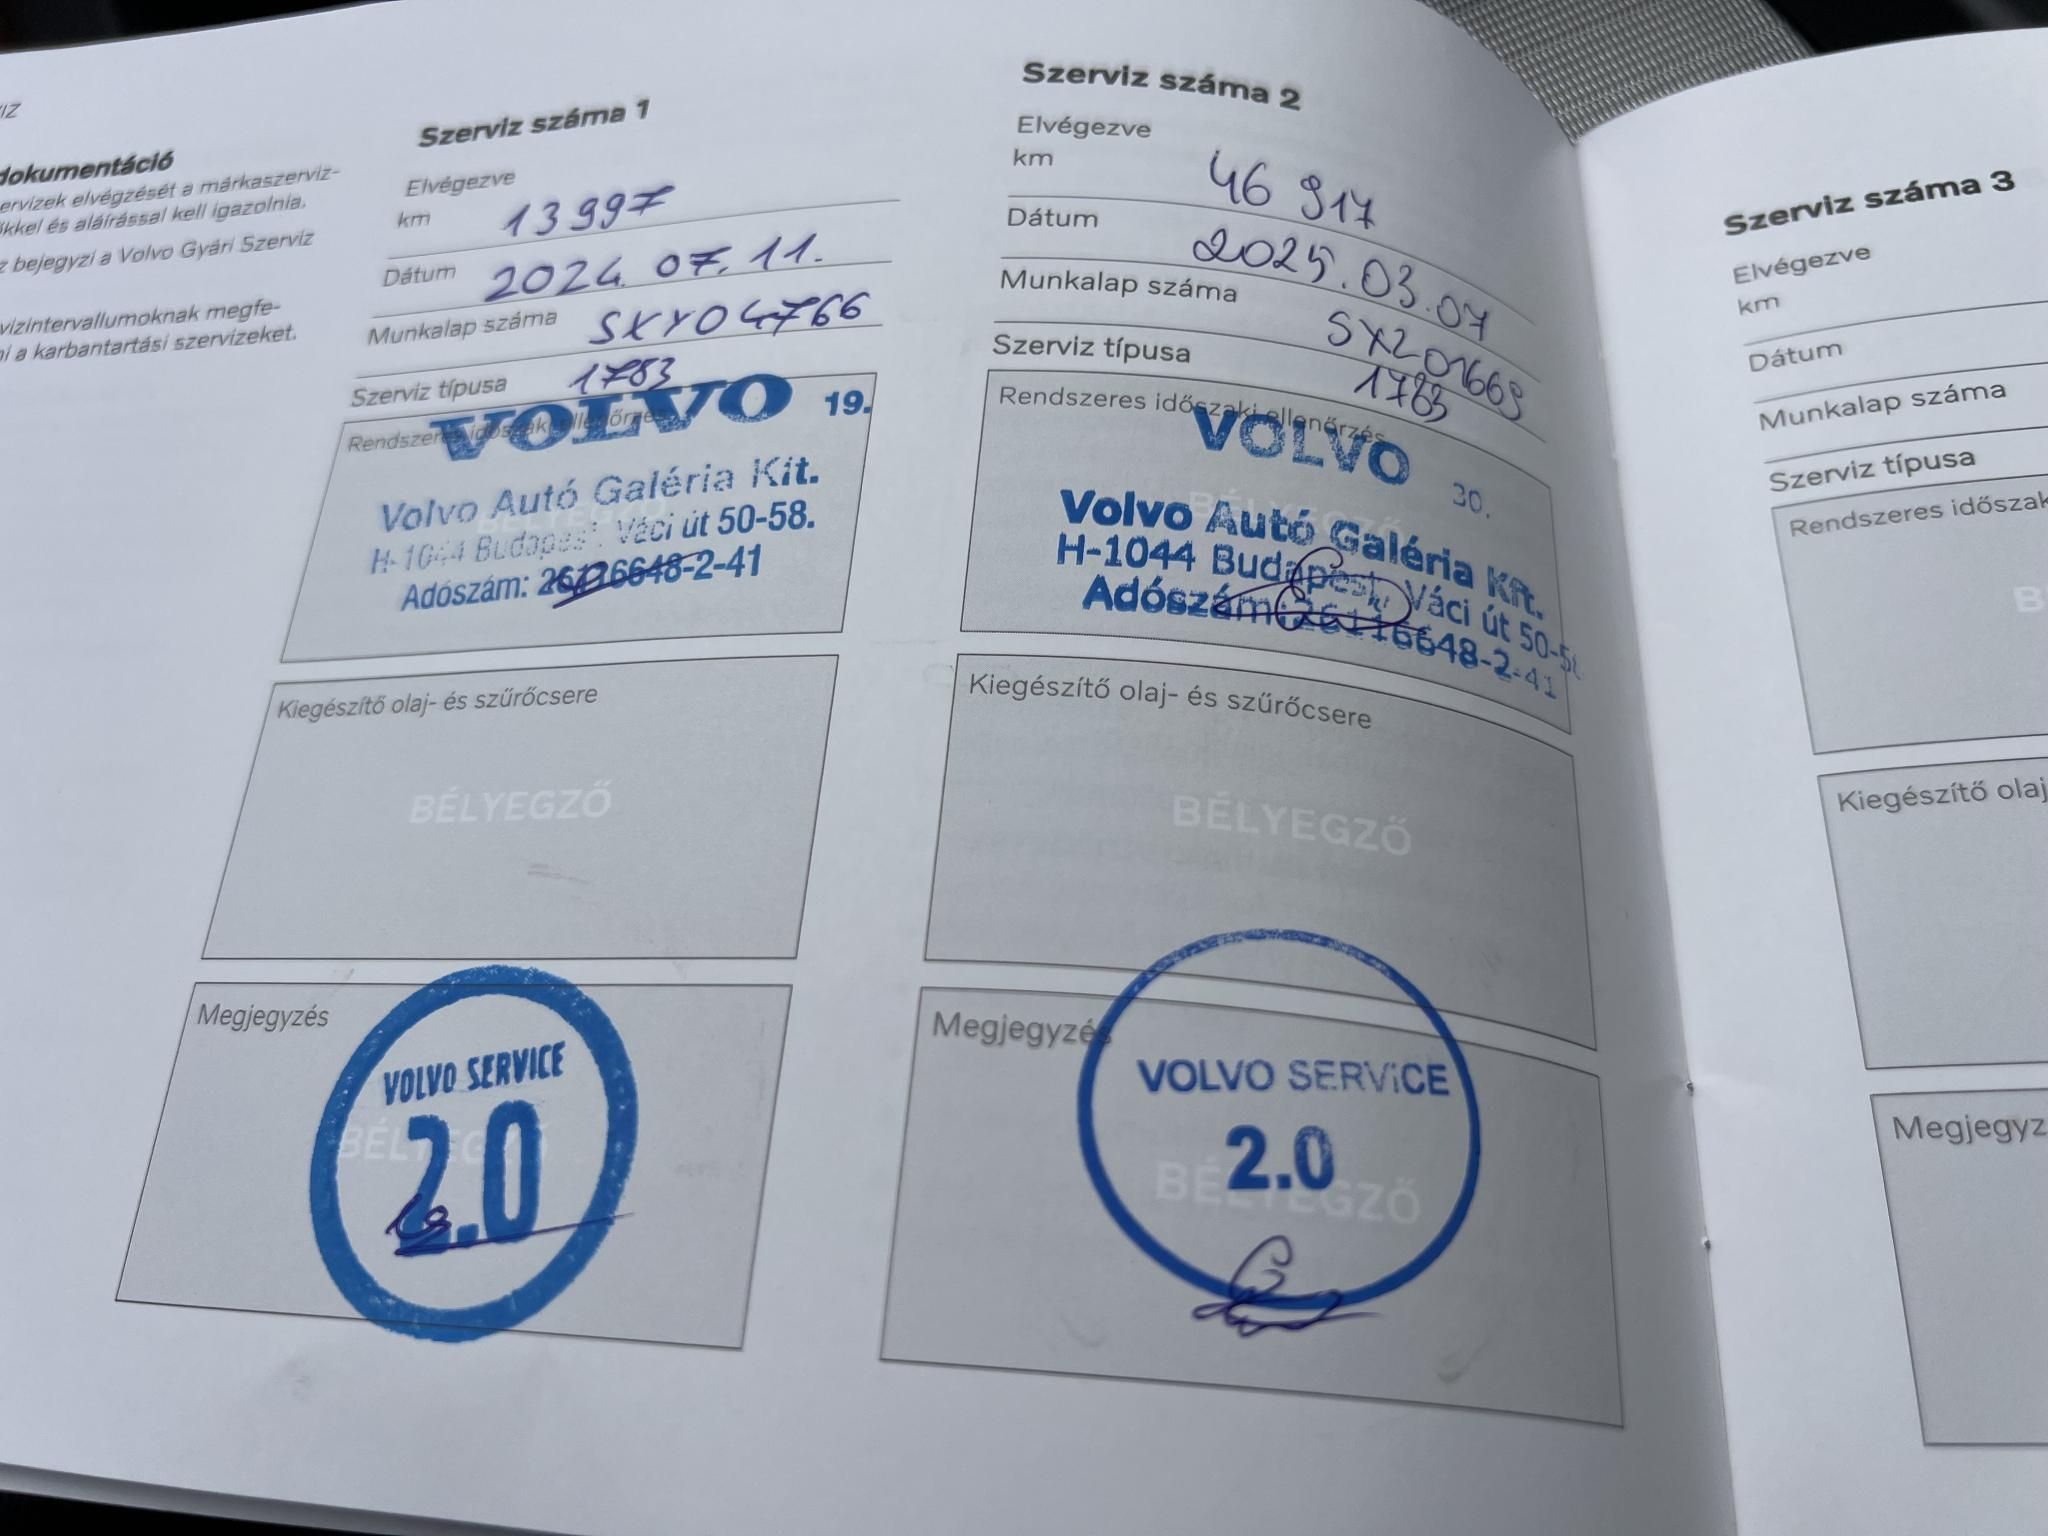 dokumentáció
ervizek elvégzését a márkaszerviz-
kkel és aláírással kell igazolnia.
z bejegyzi a Volvo Gyári Szerviz
vizintervallumoknak megfe-
ni a karbantartási szervizeket.
Szerviz száma 1
Elvégezve
km 13997
Dátum 2024. 07. 11.
Munkalap száma SXY04766
Szerviz típusa 1783
Rendszeres időszaki ellenőrzés
VOLVO 19.
Volvo Autó Galéria Kft.
H-1044 Budapest, Váci út 50-58.
Adószám: 26116648-2-41
Kiegészítő olaj- és szűrőcsere
BÉLYEGZŐ
Megjegyzés
VOLVO SERVICE
2.0
BÉLYEGZŐ
Szerviz száma 2
Elvégezve
km 46 917
Dátum 2025.03.07
Munkalap száma SXZ01669
Szerviz típusa 1783
Rendszeres időszaki ellenőrzés
BÉLYEGZŐ
VOLVO 30.
Volvo Autó Galéria Kft.
H-1044 Budapest, Váci út 50-58
Adószám: 26116648-2-41
Kiegészítő olaj- és szűrőcsere
BÉLYEGZŐ
Megjegyzés
VOLVO SERVICE
2.0
BÉLYEGZŐ
Szerviz száma 3
Elvégezve
km
Dátum
Munkalap száma
Szerviz típusa
Rendszeres időszak
Kiegészítő olaj
Megjegyz